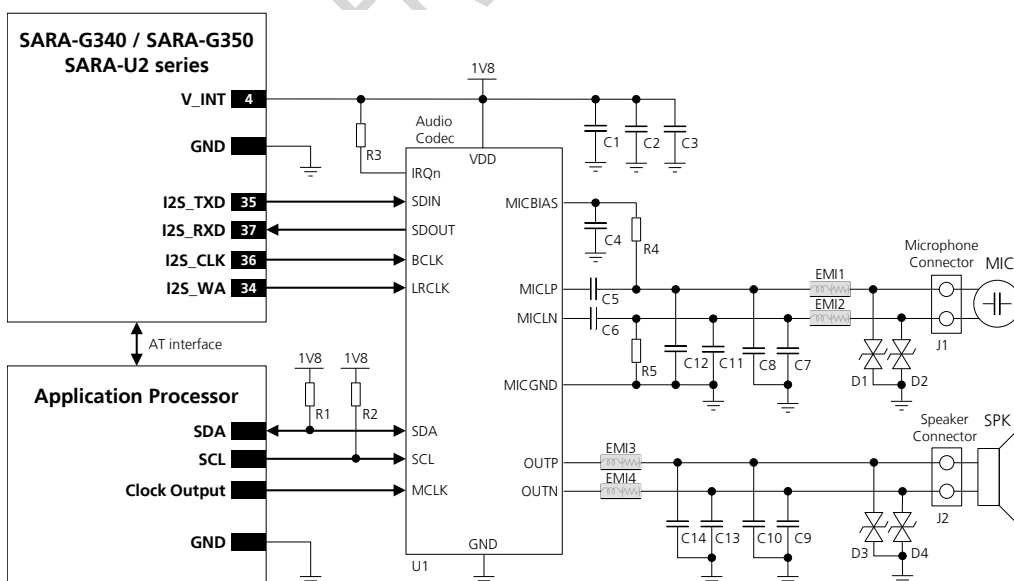 SARA-G340 / SARA-G350
SARA-U2 series
V_INT 4
GND
I2S_TXD 35
I2S_RXD 37
I2S_CLK 36
I2S_WA 34
AT interface
Application Processor
SDA
SCL
Clock Output
GND
1V8
1V8
R1
R2
1V8
R3
Audio
Codec
VDD
IRQn
SDIN
SDOUT
BCLK
LRCLK
SDA
SCL
MCLK
GND
U1
MICBIAS
MICLP
MICLN
MICGND
OUTP
OUTN
C1
C2
C3
C4
R4
C5
C6
R5
C12
C11
C8
C7
EMI1
EMI2
D1
D2
Microphone
Connector
MIC
J1
EMI3
EMI4
C14
C13
C10
C9
D3
D4
Speaker
Connector
SPK
J2